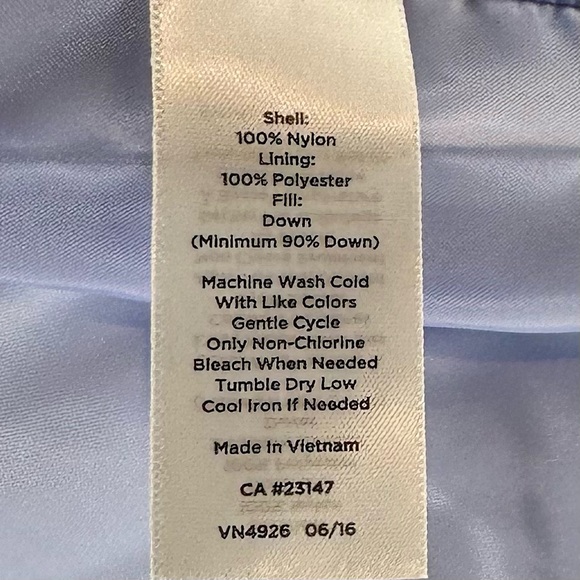 Shell:
100% Nylon
Lining:
100% Polyester
Fill:
Down
(Minimum 90% Down)
Machine Wash Cold
With Like Colors
Gentle Cycle
Only Non-Chlorine
Bleach When Needed
Tumble Dry Low
Cool Iron If Needed
Made In Vietnam
CA #23147
VN4926 06/16